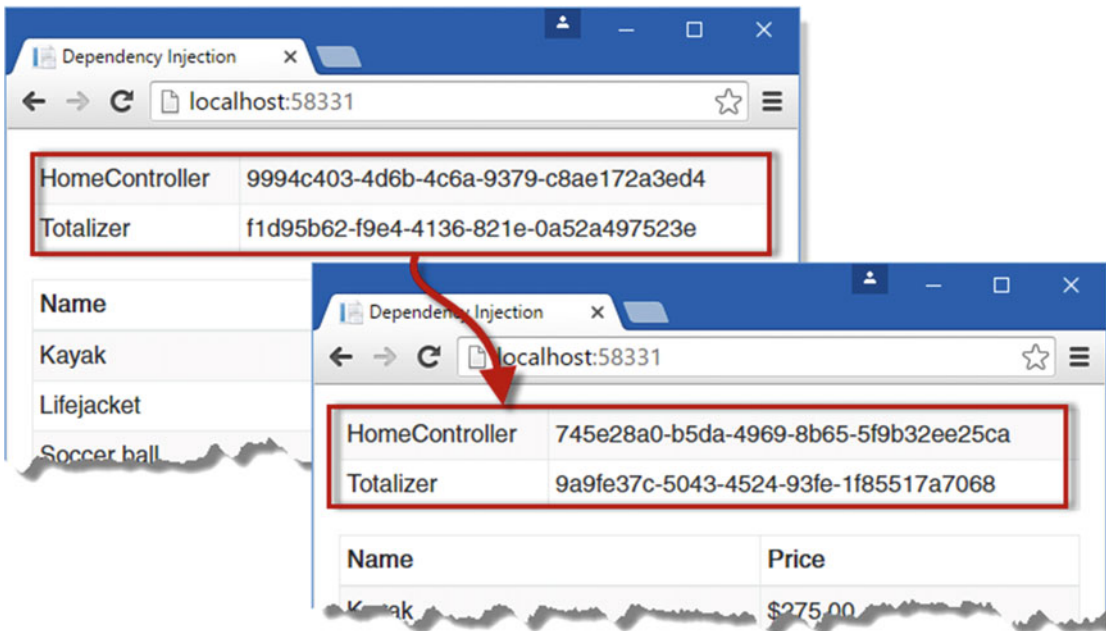 Dependency Injection
localhost:58331
HomeController 9994c403-4d6b-4c6a-9379-c8ae172a3ed4
Totalizer f1d95b62-f9e4-4136-821e-0a52a497523e
Name
Kayak
Lifejacket
Soccer ball
Dependency Injection
localhost:58331
HomeController 745e28a0-b5da-4969-8b65-5f9b32ee25ca
Totalizer 9a9fe37c-5043-4524-93fe-1f85517a7068
Name Price
Kayak $275.00